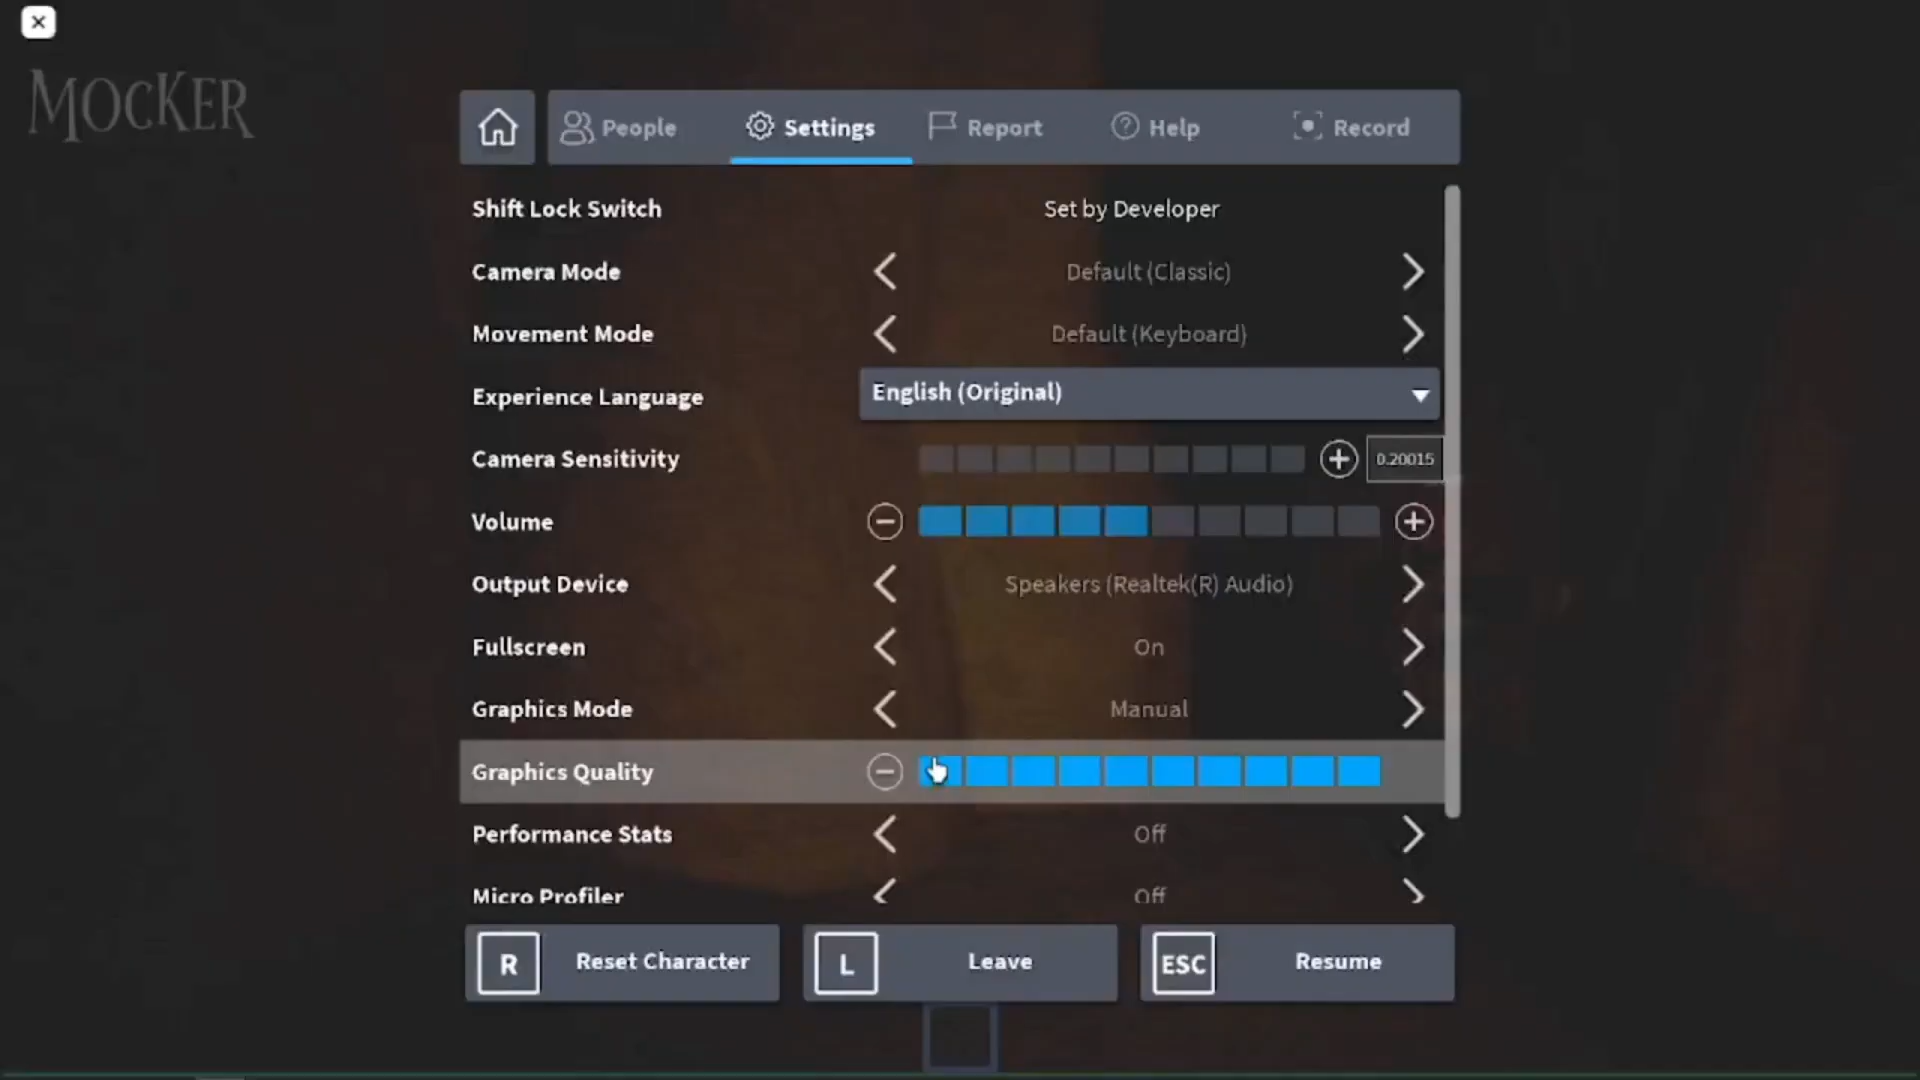 MOCKER
People
Settings
Report
Help
Record
Shift Lock Switch
Set by Developer
Camera Mode
Default (Classic)
Movement Mode
Default (Keyboard)
Experience Language
English (Original)
Camera Sensitivity
0.20015
Volume
Output Device
Speakers (Realtek(R) Audio)
Fullscreen
On
Graphics Mode
Manual
Graphics Quality
Performance Stats
Off
Micro Profiler
Off
R
Reset Character
L
Leave
ESC
Resume